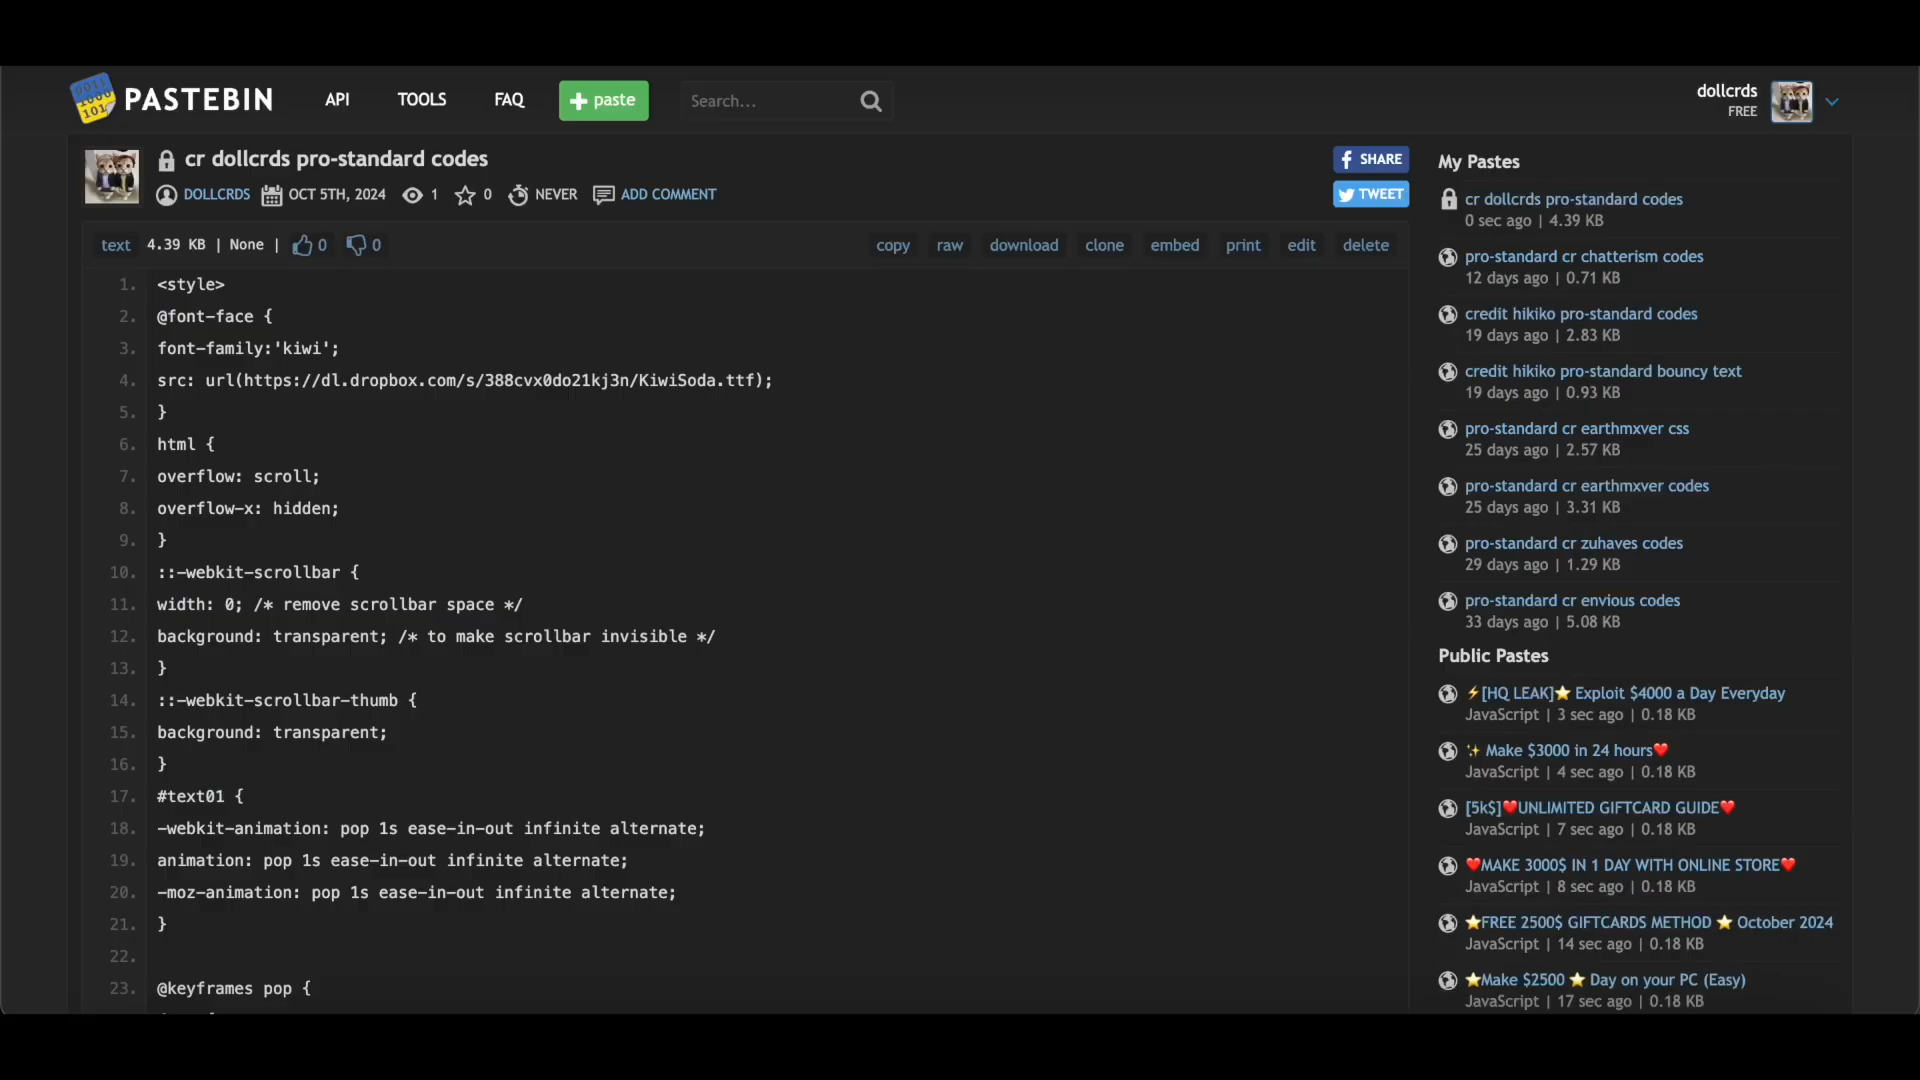 PASTEBIN API TOOLS FAQ + paste Search... dollcrds
FREE
cr dollcrds pro-standard codes
DOLLCRDS OCT 5TH, 2024 1 0 NEVER ADD COMMENT
SHARE
TWEET
text 4.39 KB | None | 0 0 copy raw download clone embed print edit delete
1. <style>
2. @font-face {
3. font-family:'kiwi';
4. src: url(https://dl.dropbox.com/s/388cvx0do21kj3n/KiwiSoda.ttf);
5. }
6. html {
7. overflow: scroll;
8. overflow-x: hidden;
9. }
10. ::-webkit-scrollbar {
11. width: 0; /* remove scrollbar space */
12. background: transparent; /* to make scrollbar invisible */
13. }
14. ::-webkit-scrollbar-thumb {
15. background: transparent;
16. }
17. #text01 {
18. -webkit-animation: pop 1s ease-in-out infinite alternate;
19. animation: pop 1s ease-in-out infinite alternate;
20. -moz-animation: pop 1s ease-in-out infinite alternate;
21. }
22.
23. @keyframes pop {
My Pastes
cr dollcrds pro-standard codes
0 sec ago | 4.39 KB
pro-standard cr chatterism codes
12 days ago | 0.71 KB
credit hikiko pro-standard codes
19 days ago | 2.83 KB
credit hikiko pro-standard bouncy text
19 days ago | 0.93 KB
pro-standard cr earthmxver css
25 days ago | 2.57 KB
pro-standard cr earthmxver codes
25 days ago | 3.31 KB
pro-standard cr zuhaves codes
29 days ago | 1.29 KB
pro-standard cr envious codes
33 days ago | 5.08 KB
Public Pastes
⚡[HQ LEAK]⭐ Exploit $4000 a Day Everyday
JavaScript | 3 sec ago | 0.18 KB
✨ Make $3000 in 24 hours❤️
JavaScript | 4 sec ago | 0.18 KB
[5k$]❤️UNLIMITED GIFTCARD GUIDE❤️
JavaScript | 7 sec ago | 0.18 KB
❤️MAKE 3000$ IN 1 DAY WITH ONLINE STORE❤️
JavaScript | 8 sec ago | 0.18 KB
⭐FREE 2500$ GIFTCARDS METHOD ⭐ October 2024
JavaScript | 14 sec ago | 0.18 KB
⭐Make $2500 ⭐ Day on your PC (Easy)
JavaScript | 17 sec ago | 0.18 KB